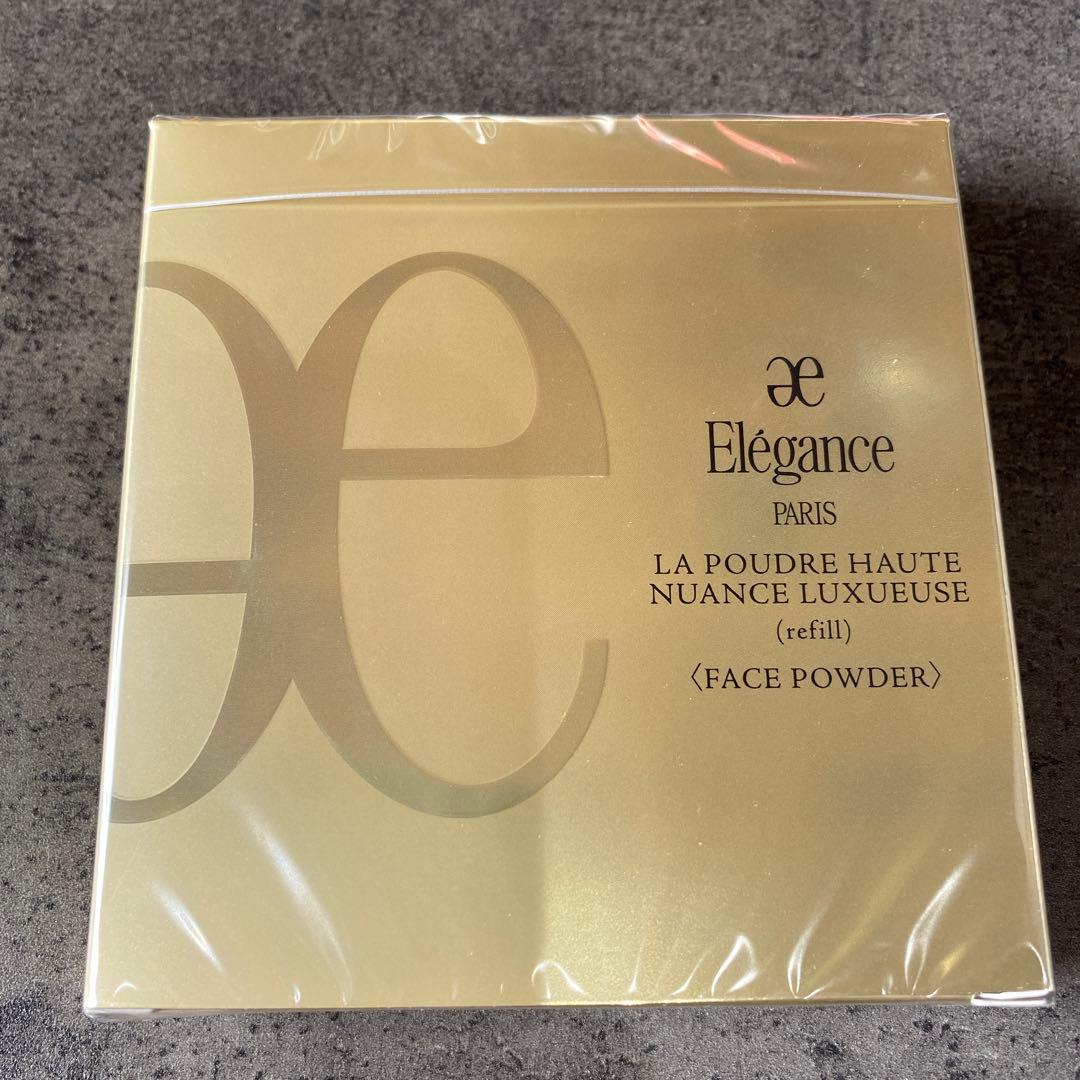 æ
Elégance
PARIS
LA POUDRE HAUTE
NUANCE LUXUEUSE
(refill)
〈FACE POWDER〉